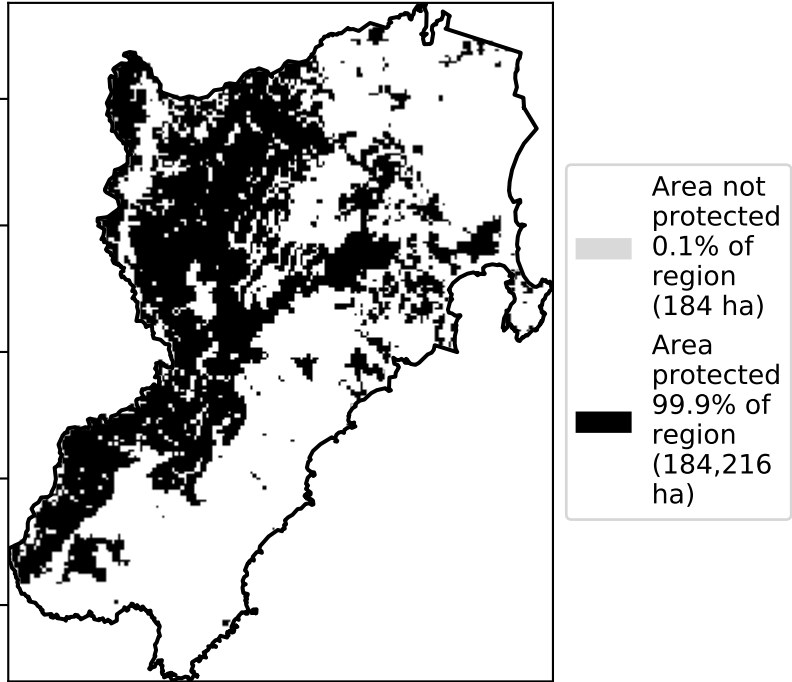 Area not
protected
0.1% of
region
(184 ha)
Area
protected
99.9% of
region
(184,216
ha)